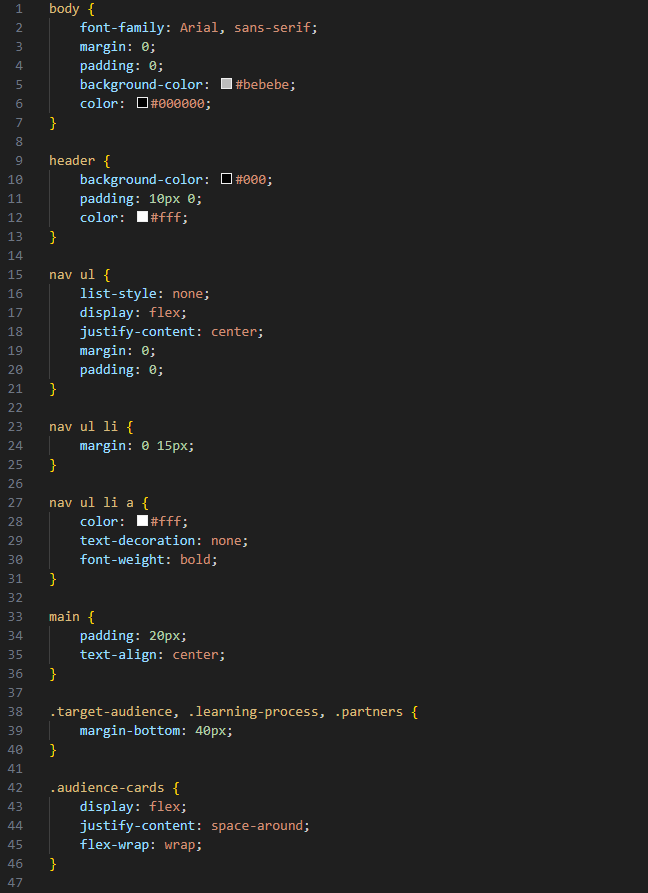 1 body {
2 font-family: Arial, sans-serif;
3 margin: 0;
4 padding: 0;
5 background-color: #bebebe;
6 color: #000000;
7 }
8
9 header {
10 background-color: #000;
11 padding: 10px 0;
12 color: #fff;
13 }
14
15 nav ul {
16 list-style: none;
17 display: flex;
18 justify-content: center;
19 margin: 0;
20 padding: 0;
21 }
22
23 nav ul li {
24 margin: 0 15px;
25 }
26
27 nav ul li a {
28 color: #fff;
29 text-decoration: none;
30 font-weight: bold;
31 }
32
33 main {
34 padding: 20px;
35 text-align: center;
36 }
37
38 .target-audience, .learning-process, .partners {
39 margin-bottom: 40px;
40 }
41
42 .audience-cards {
43 display: flex;
44 justify-content: space-around;
45 flex-wrap: wrap;
46 }
47